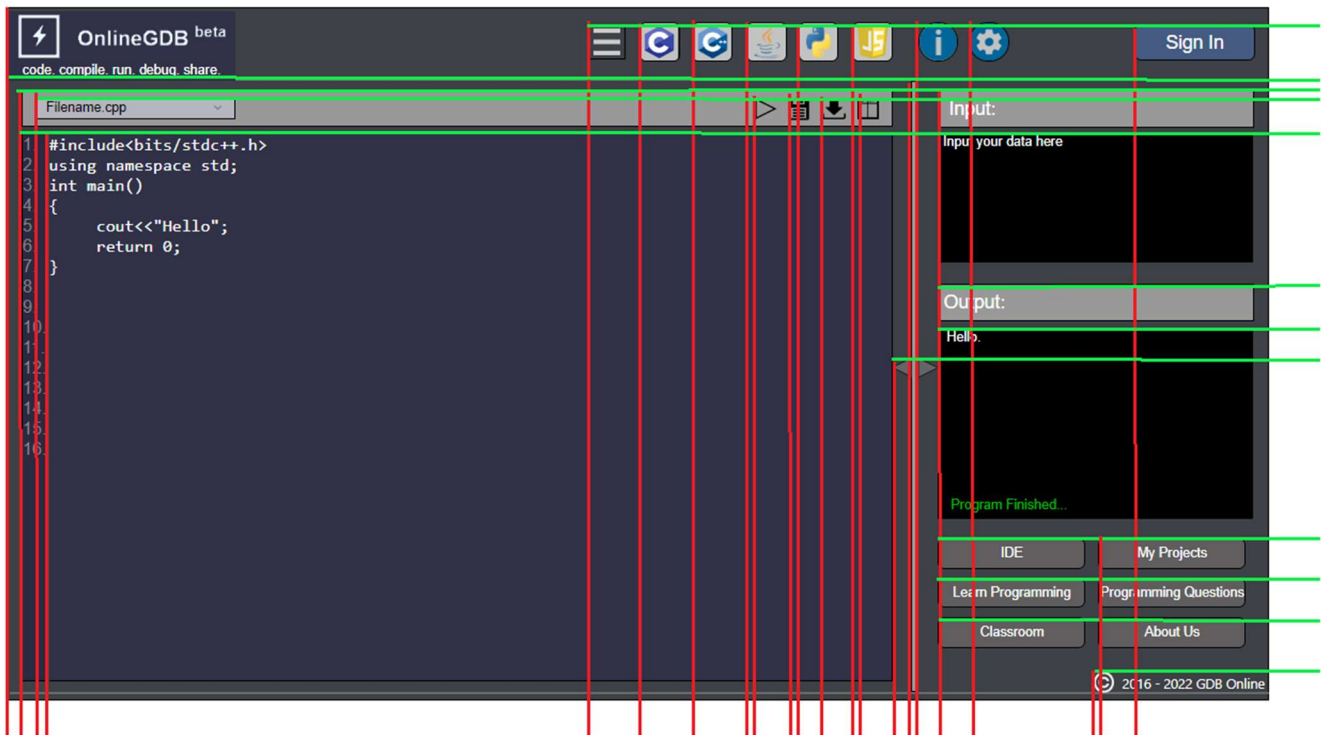 OnlineGDB beta
code. compile. run. debug. share.
JS
Sign In
Filename.cpp
Input:
1. #include<bits/stdc++.h>
2. using namespace std;
3. int main()
4. {
5. cout<<"Hello";
6. return 0;
7. }
8.
9.
10.
11.
12.
13.
14.
15.
16.
Input your data here
Output:
Hello.
Program Finished...
IDE
My Projects
Learn Programming
Programming Questions
Classroom
About Us
© 2016 - 2022 GDB Online